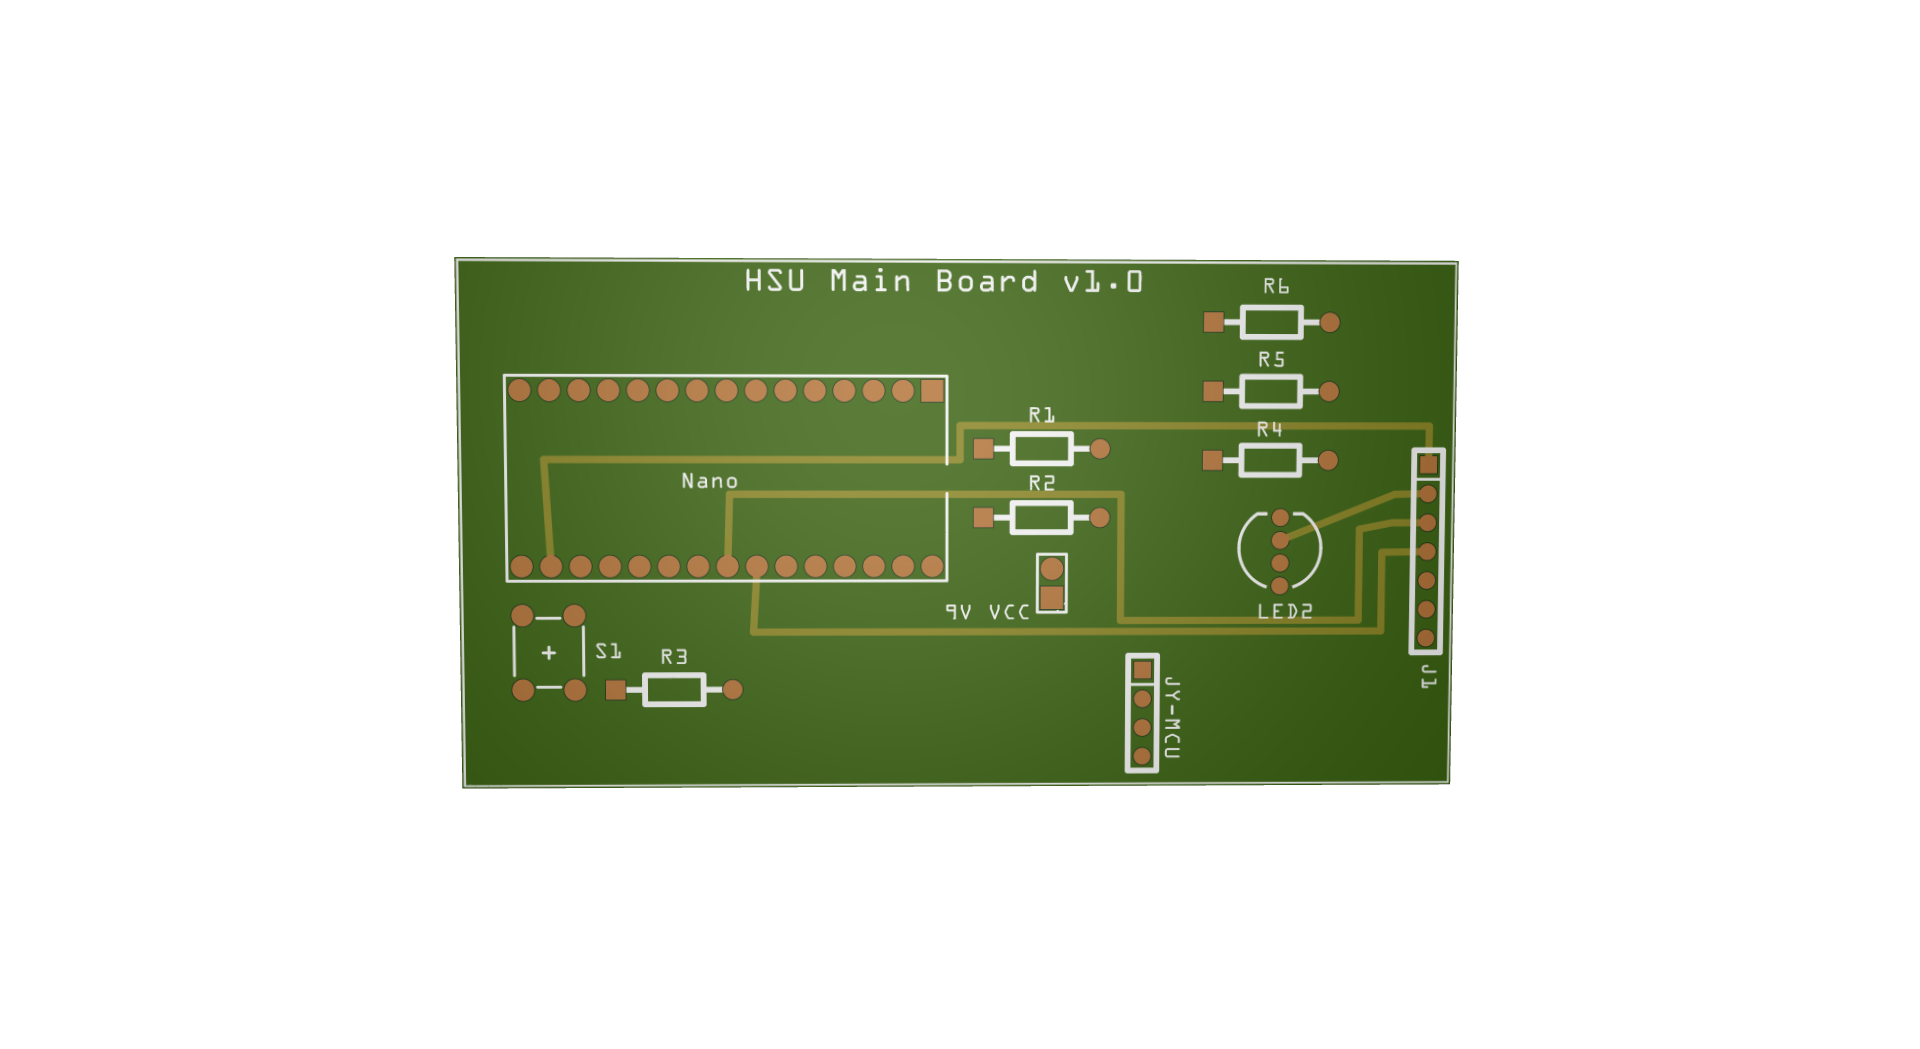 HSU Main Board v1.0
R6
R5
R1
R4
Nano
R2
9V VCC
LED2
S1
R3
J1
JY-MCU